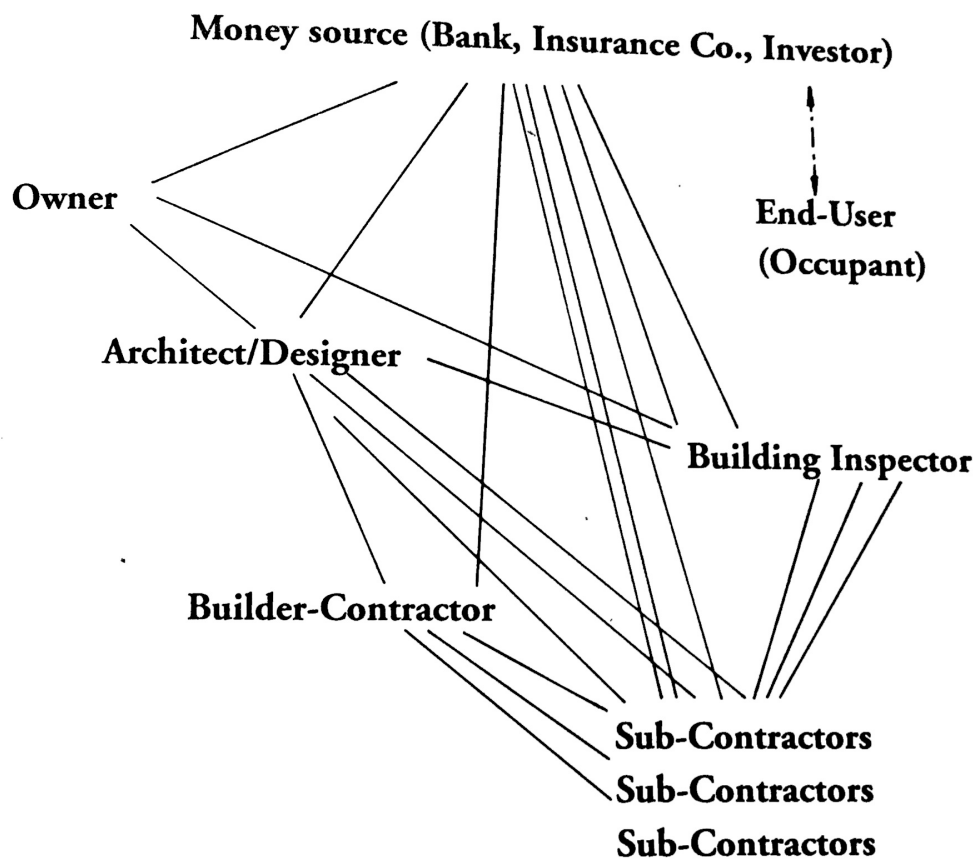 Money source (Bank, Insurance Co., Investor)
Owner
End-User
(Occupant)
Architect/Designer
Building Inspector
Builder-Contractor
Sub-Contractors
Sub-Contractors
Sub-Contractors